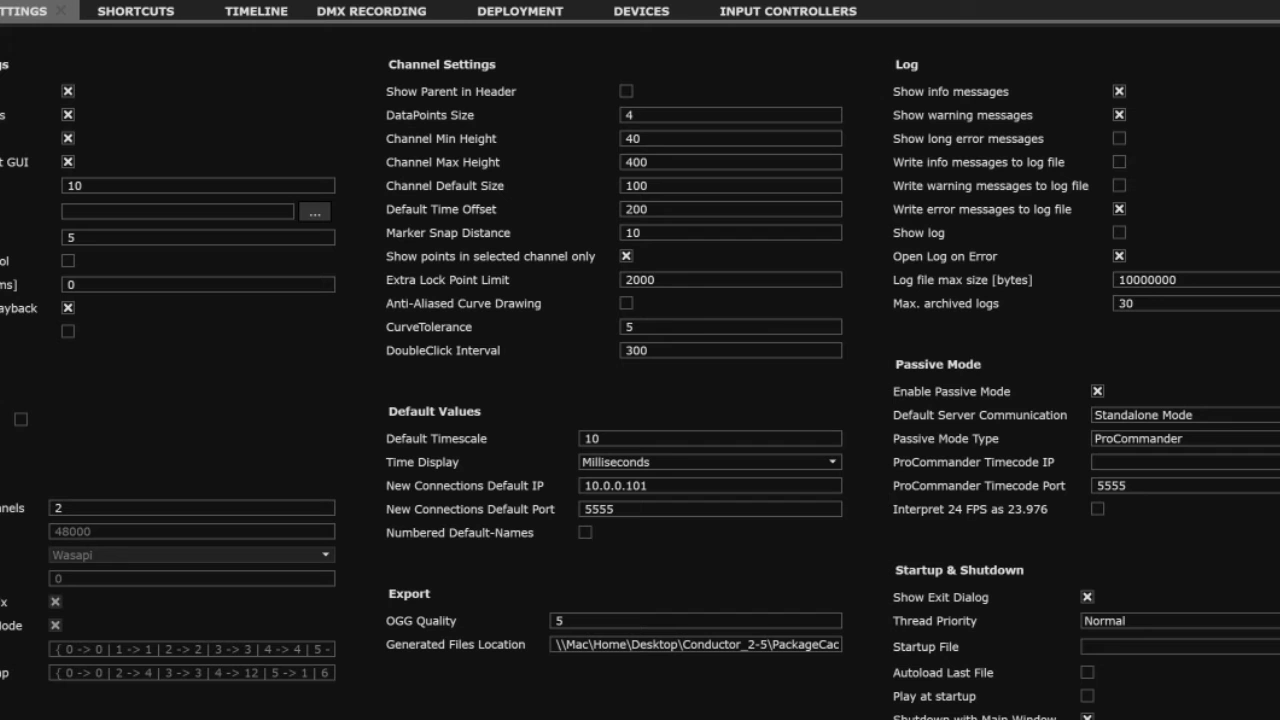 TTINGS SHORTCUTS TIMELINE DMX RECORDING DEPLOYMENT DEVICES INPUT CONTROLLERS
gs
s
t GUI
10
...
5
ol
ms] 0
ayback
nnels 2
48000
Wasapi
0
x
Mode
{ 0 -> 0 | 1 -> 1 | 2 -> 2 | 3 -> 3 | 4 -> 4 | 5 -
ap { 0 -> 0 | 2 -> 4 | 3 -> 3 | 4 -> 12 | 5 -> 1 | 6
Channel Settings
Show Parent in Header
DataPoints Size 4
Channel Min Height 40
Channel Max Height 400
Channel Default Size 100
Default Time Offset 200
Marker Snap Distance 10
Show points in selected channel only
Extra Lock Point Limit 2000
Anti-Aliased Curve Drawing
CurveTolerance 5
DoubleClick Interval 300
Default Values
Default Timescale 10
Time Display Milliseconds
New Connections Default IP 10.0.0.101
New Connections Default Port 5555
Numbered Default-Names
Export
OGG Quality 5
Generated Files Location \\Mac\Home\Desktop\Conductor_2-5\PackageCac
Log
Show info messages
Show warning messages
Show long error messages
Write info messages to log file
Write warning messages to log file
Write error messages to log file
Show log
Open Log on Error
Log file max size [bytes] 10000000
Max. archived logs 30
Passive Mode
Enable Passive Mode
Default Server Communication Standalone Mode
Passive Mode Type ProCommander
ProCommander Timecode IP
ProCommander Timecode Port 5555
Interpret 24 FPS as 23.976
Startup & Shutdown
Show Exit Dialog
Thread Priority Normal
Startup File
Autoload Last File
Play at startup
Shutdown with Main Window